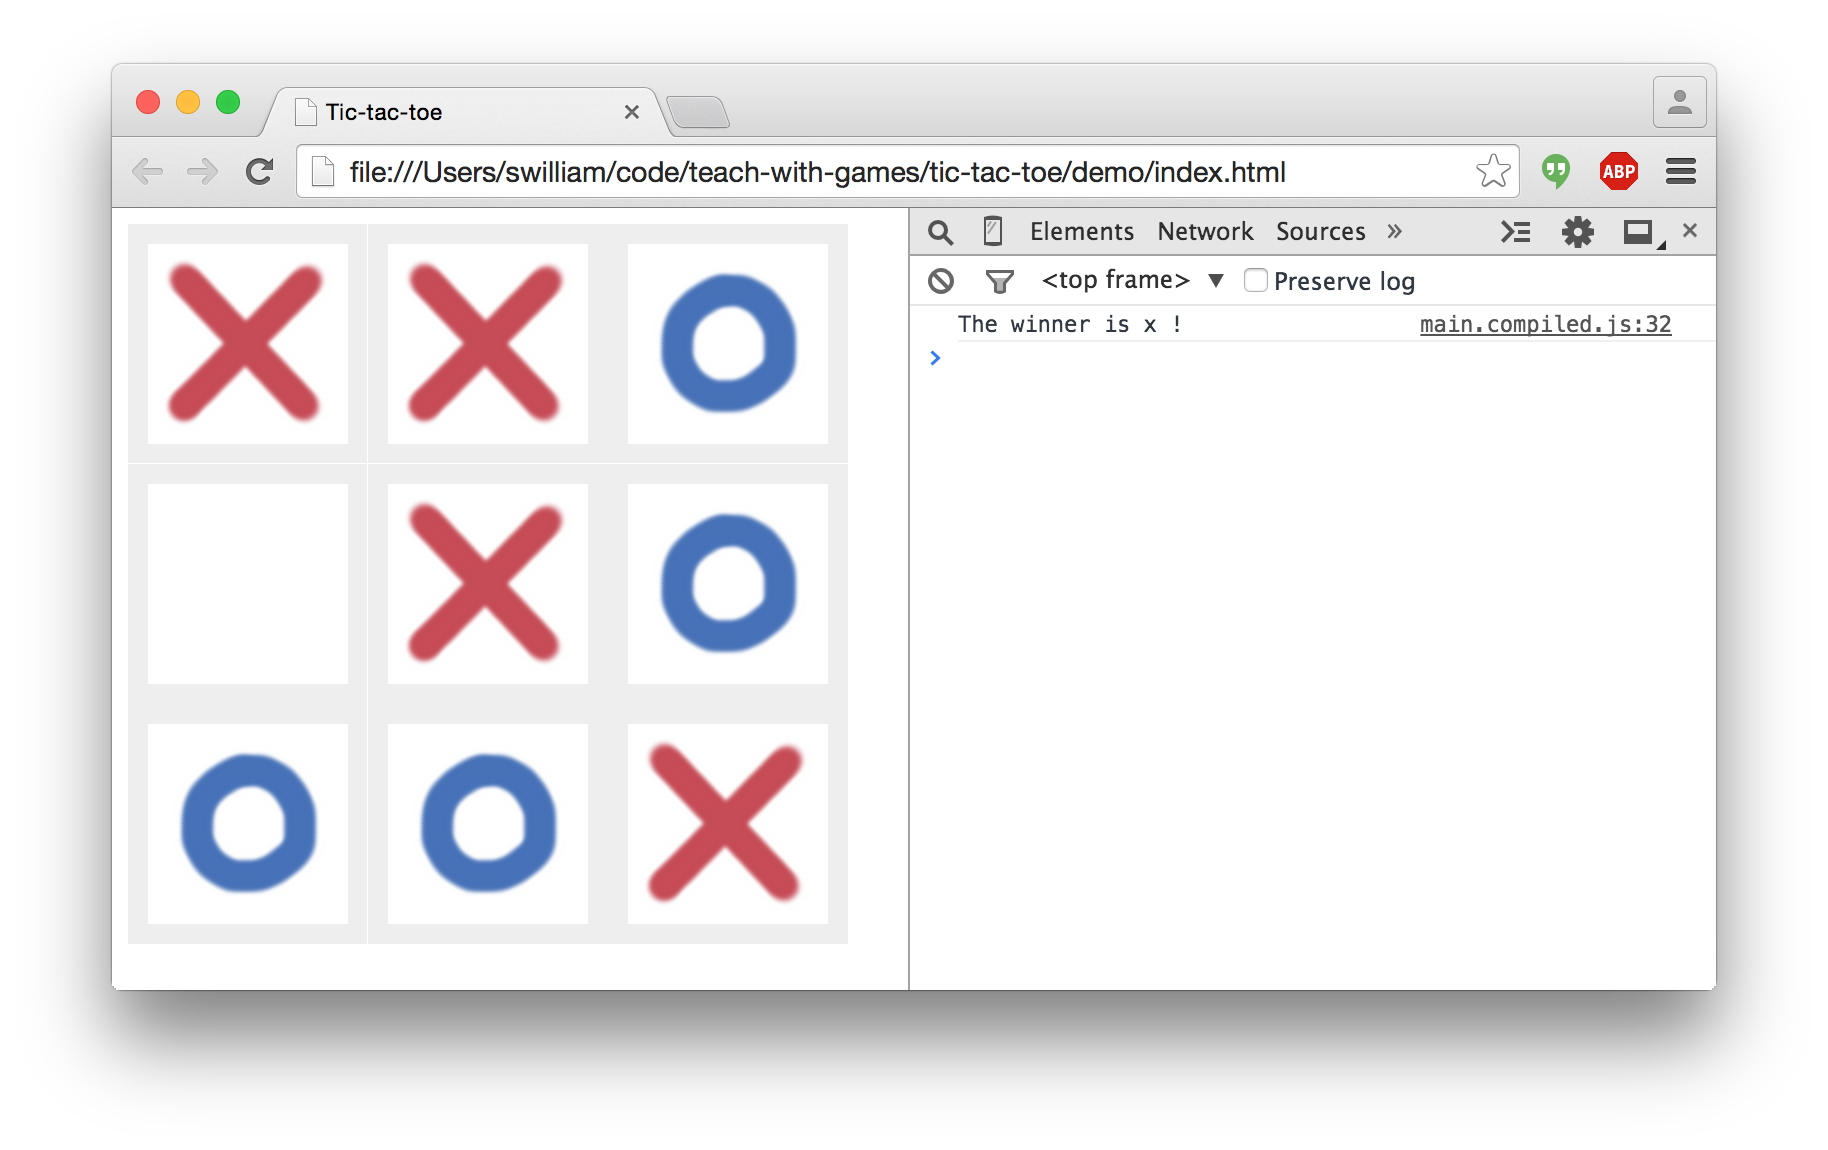 Tic-tac-toe
file:///Users/swilliam/code/teach-with-games/tic-tac-toe/demo/index.html
ABP
Elements Network Sources »
<top frame> ▼ Preserve log
The winner is x ! main.compiled.js:32